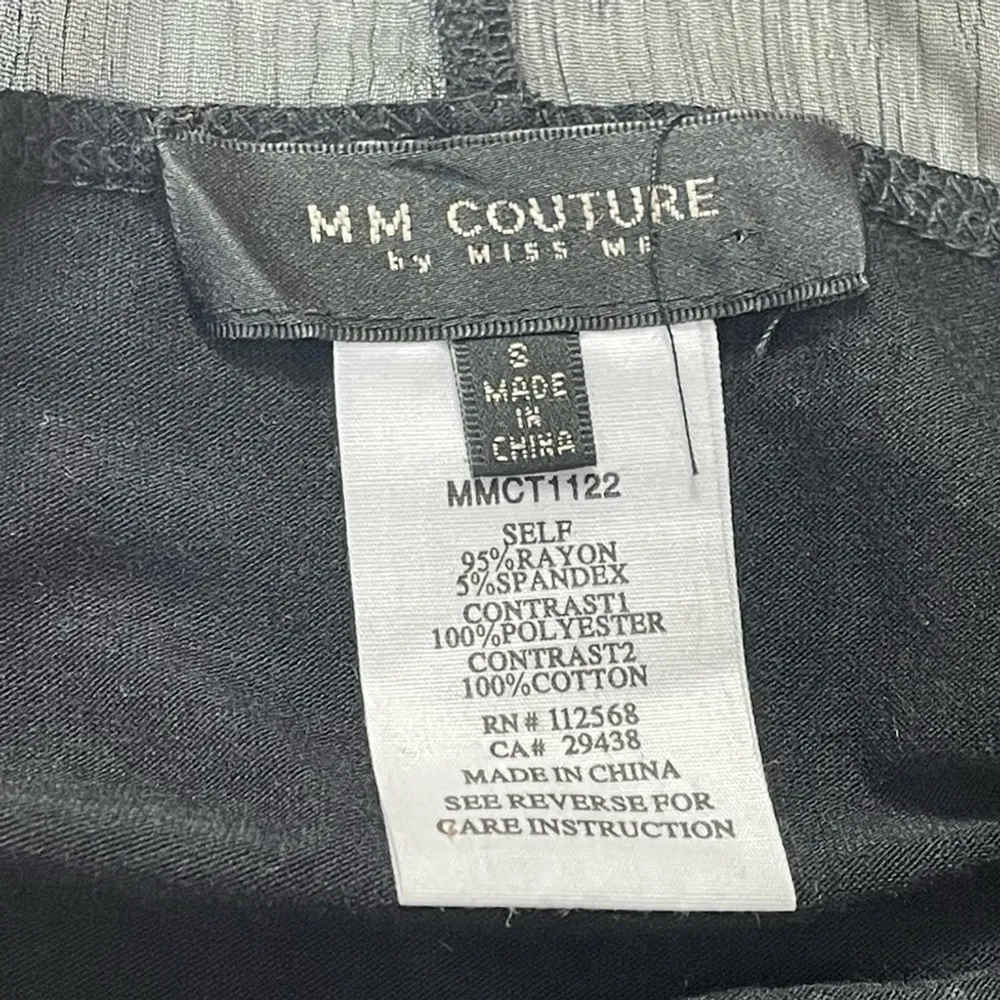 MM COUTURE
by MISS ME
S
MADE
IN
CHINA
MMCT1122
SELF
95%RAYON
5%SPANDEX
CONTRAST1
100%POLYESTER
CONTRAST2
100%COTTON
RN# 112568
CA# 29438
MADE IN CHINA
SEE REVERSE FOR
CARE INSTRUCTION